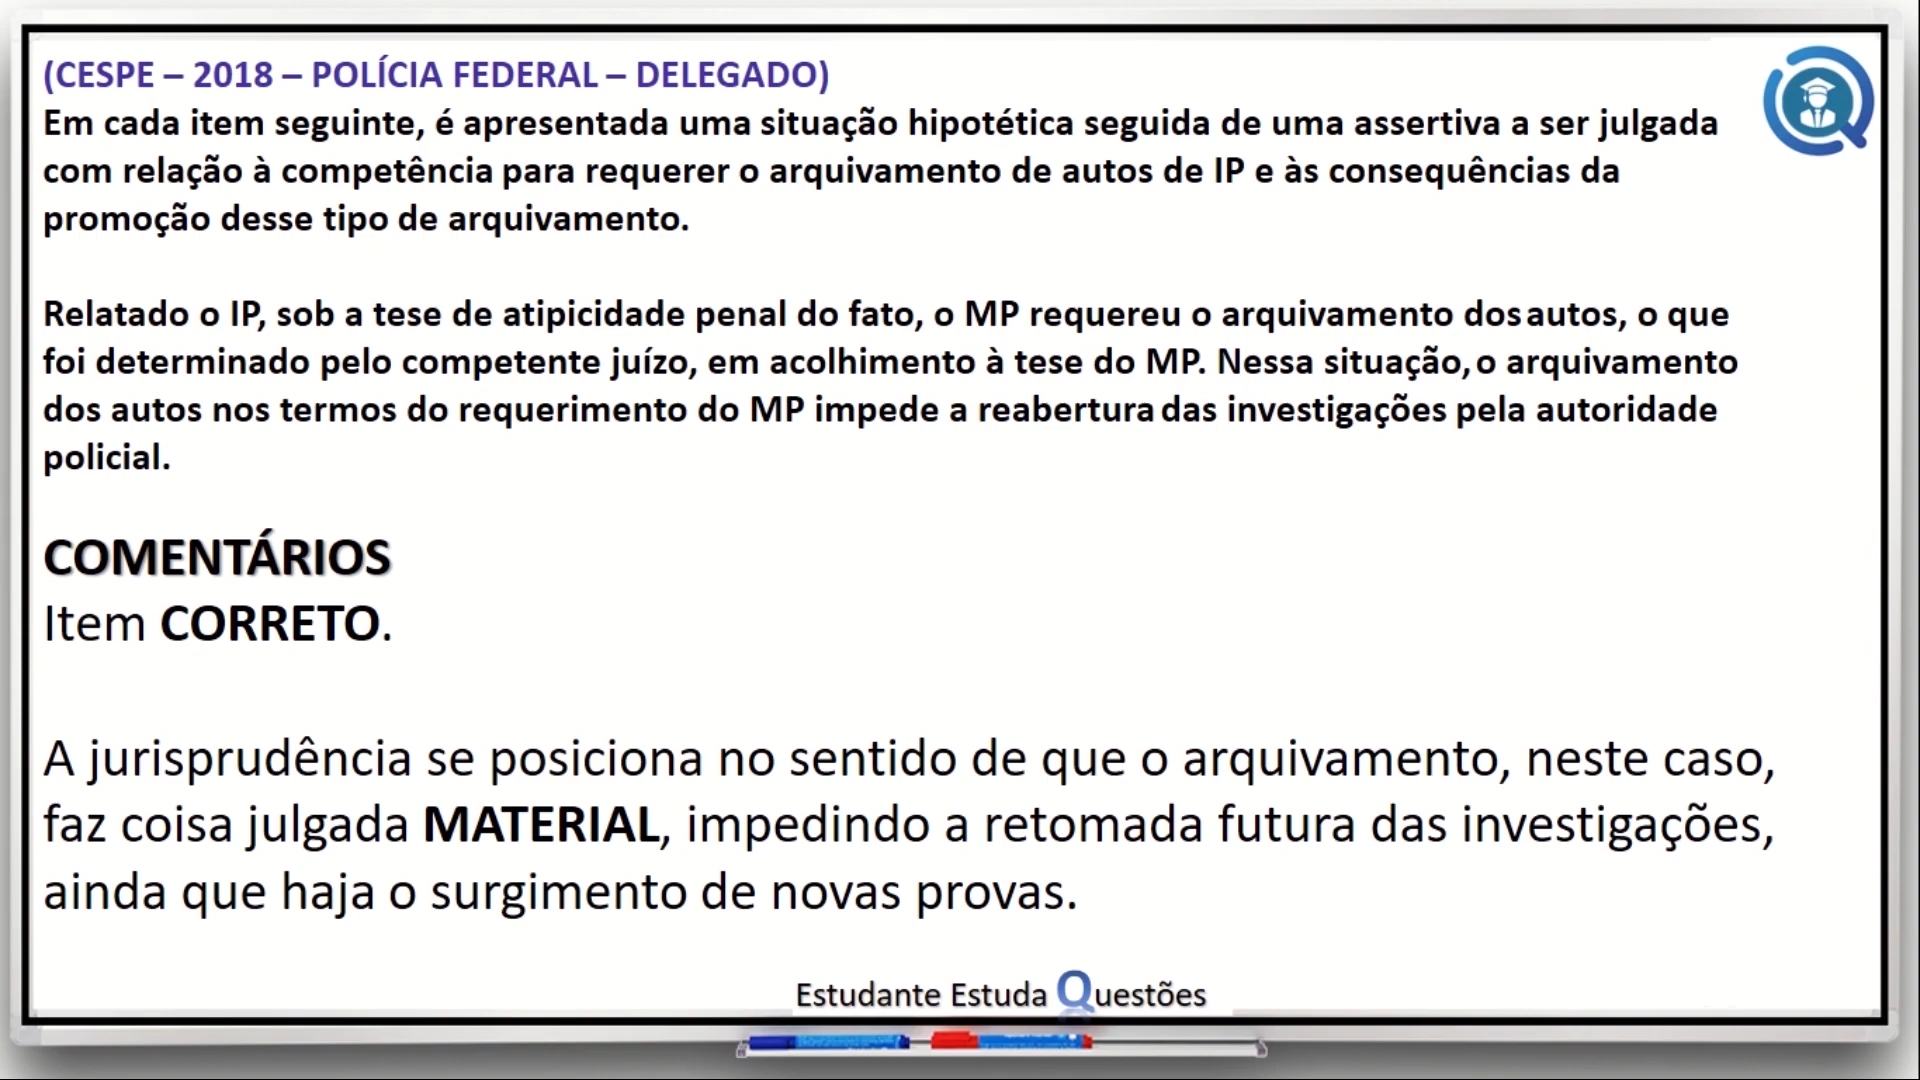 (CESPE – 2018 – POLÍCIA FEDERAL – DELEGADO)
Em cada item seguinte, é apresentada uma situação hipotética seguida de uma assertiva a ser julgada
com relação à competência para requerer o arquivamento de autos de IP e às consequências da
promoção desse tipo de arquivamento.
Relatado o IP, sob a tese de atipicidade penal do fato, o MP requereu o arquivamento dos autos, o que
foi determinado pelo competente juízo, em acolhimento à tese do MP. Nessa situação, o arquivamento
dos autos nos termos do requerimento do MP impede a reabertura das investigações pela autoridade
policial.
COMENTÁRIOS
Item CORRETO.
A jurisprudência se posiciona no sentido de que o arquivamento, neste caso,
faz coisa julgada MATERIAL, impedindo a retomada futura das investigações,
ainda que haja o surgimento de novas provas.
Estudante Estuda Questões